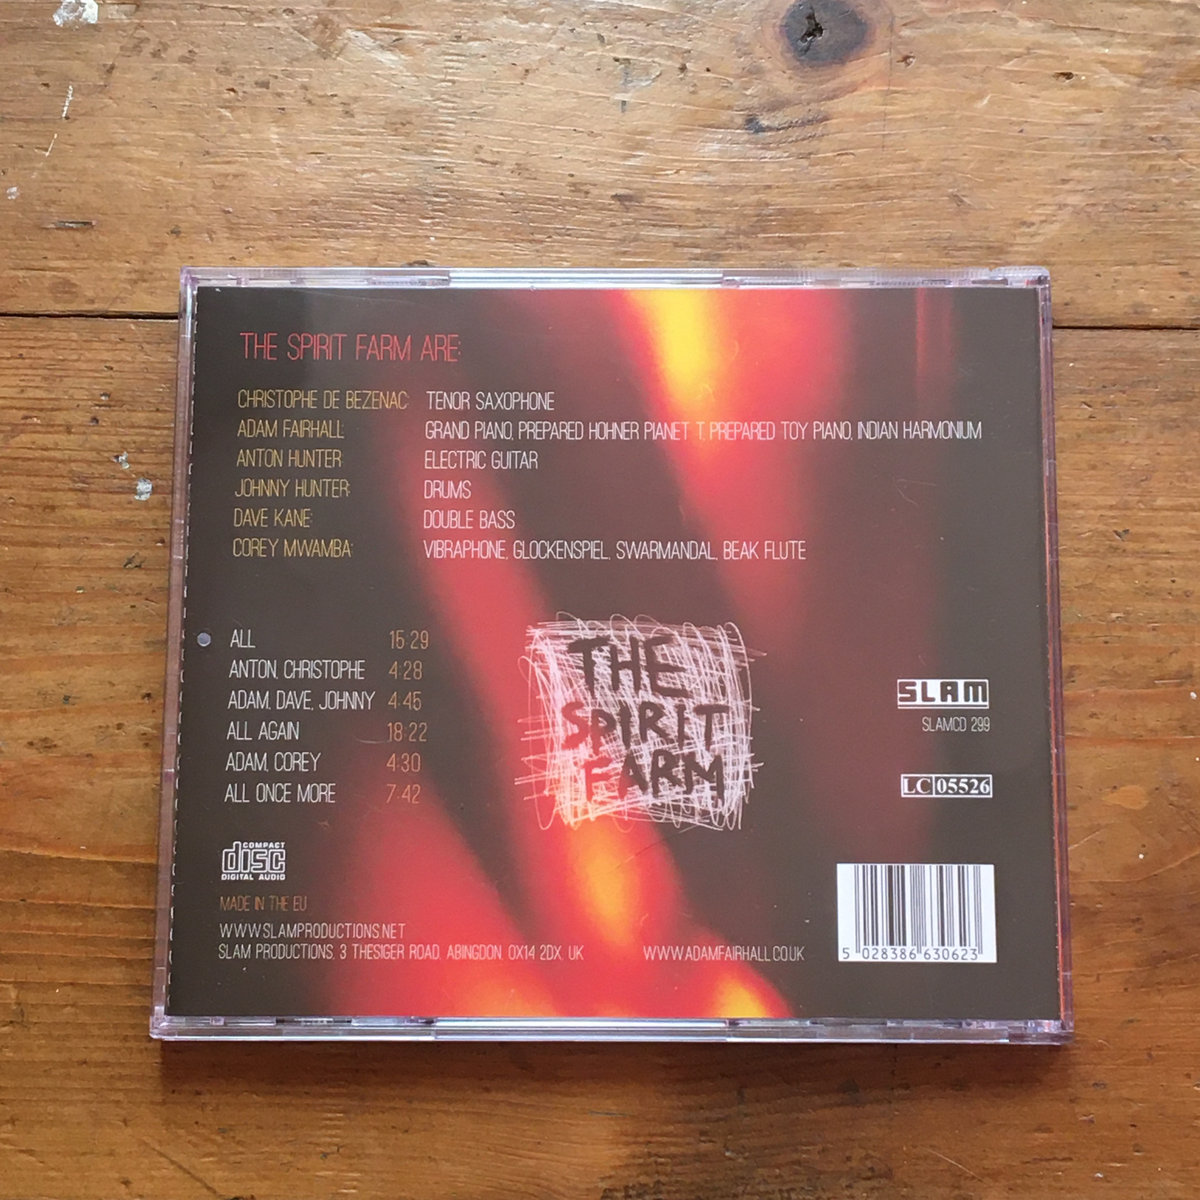 THE SPIRIT FARM ARE:
CHRISTOPHE DE BEZENAC: TENOR SAXOPHONE
ADAM FAIRHALL: GRAND PIANO, PREPARED HOHNER PIANET T, PREPARED TOY PIANO, INDIAN HARMONIUM
ANTON HUNTER: ELECTRIC GUITAR
JOHNNY HUNTER: DRUMS
DAVE KANE: DOUBLE BASS
COREY MWAMBA: VIBRAPHONE, GLOCKENSPIEL, SWARMANDAL, BEAK FLUTE
ALL 15:29
ANTON, CHRISTOPHE 4:28
ADAM, DAVE, JOHNNY 4:45
ALL AGAIN 18:22
ADAM, COREY 4:30
ALL ONCE MORE 7:42
THE
SPIRIT
FARM
SLAM
SLAMCD 299
LC 05526
COMPACT
disc
DIGITAL AUDIO
MADE IN THE EU
WWW.SLAMPRODUCTIONS.NET
SLAM PRODUCTIONS, 3 THESIGER ROAD, ABINGDON, OX14 2DX, UK
WWW.ADAMFAIRHALL.CO.UK
5 028386 630623